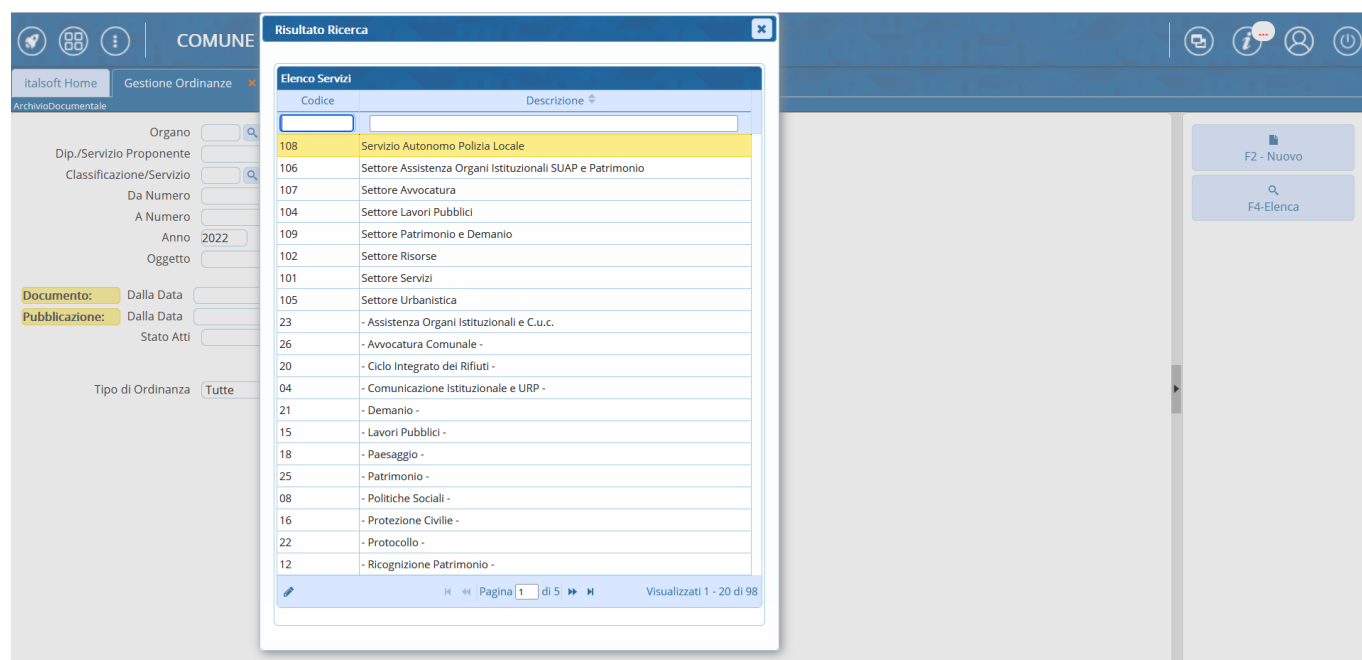 COMUNE
...
italsoft Home
Gestione Ordinanze ×
ArchivioDocumentale
Organo
Dip./Servizio Proponente
Classificazione/Servizio
Da Numero
A Numero
Anno 2022
Oggetto
Documento: Dalla Data
Pubblicazione: Dalla Data
Stato Atti
Tipo di Ordinanza Tutte
Risultato Ricerca
Elenco Servizi
Codice Descrizione
108 Servizio Autonomo Polizia Locale
106 Settore Assistenza Organi Istituzionali SUAP e Patrimonio
107 Settore Avvocatura
104 Settore Lavori Pubblici
109 Settore Patrimonio e Demanio
102 Settore Risorse
101 Settore Servizi
105 Settore Urbanistica
23 - Assistenza Organi Istituzionali e C.u.c.
26 - Avvocatura Comunale -
20 - Ciclo Integrato dei Rifiuti -
04 - Comunicazione Istituzionale e URP -
21 - Demanio -
15 - Lavori Pubblici -
18 - Paesaggio -
25 - Patrimonio -
08 - Politiche Sociali -
16 - Protezione Civilie -
22 - Protocollo -
12 - Ricognizione Patrimonio -
Pagina 1 di 5
Visualizzati 1 - 20 di 98
F2 - Nuovo
F4-Elenca